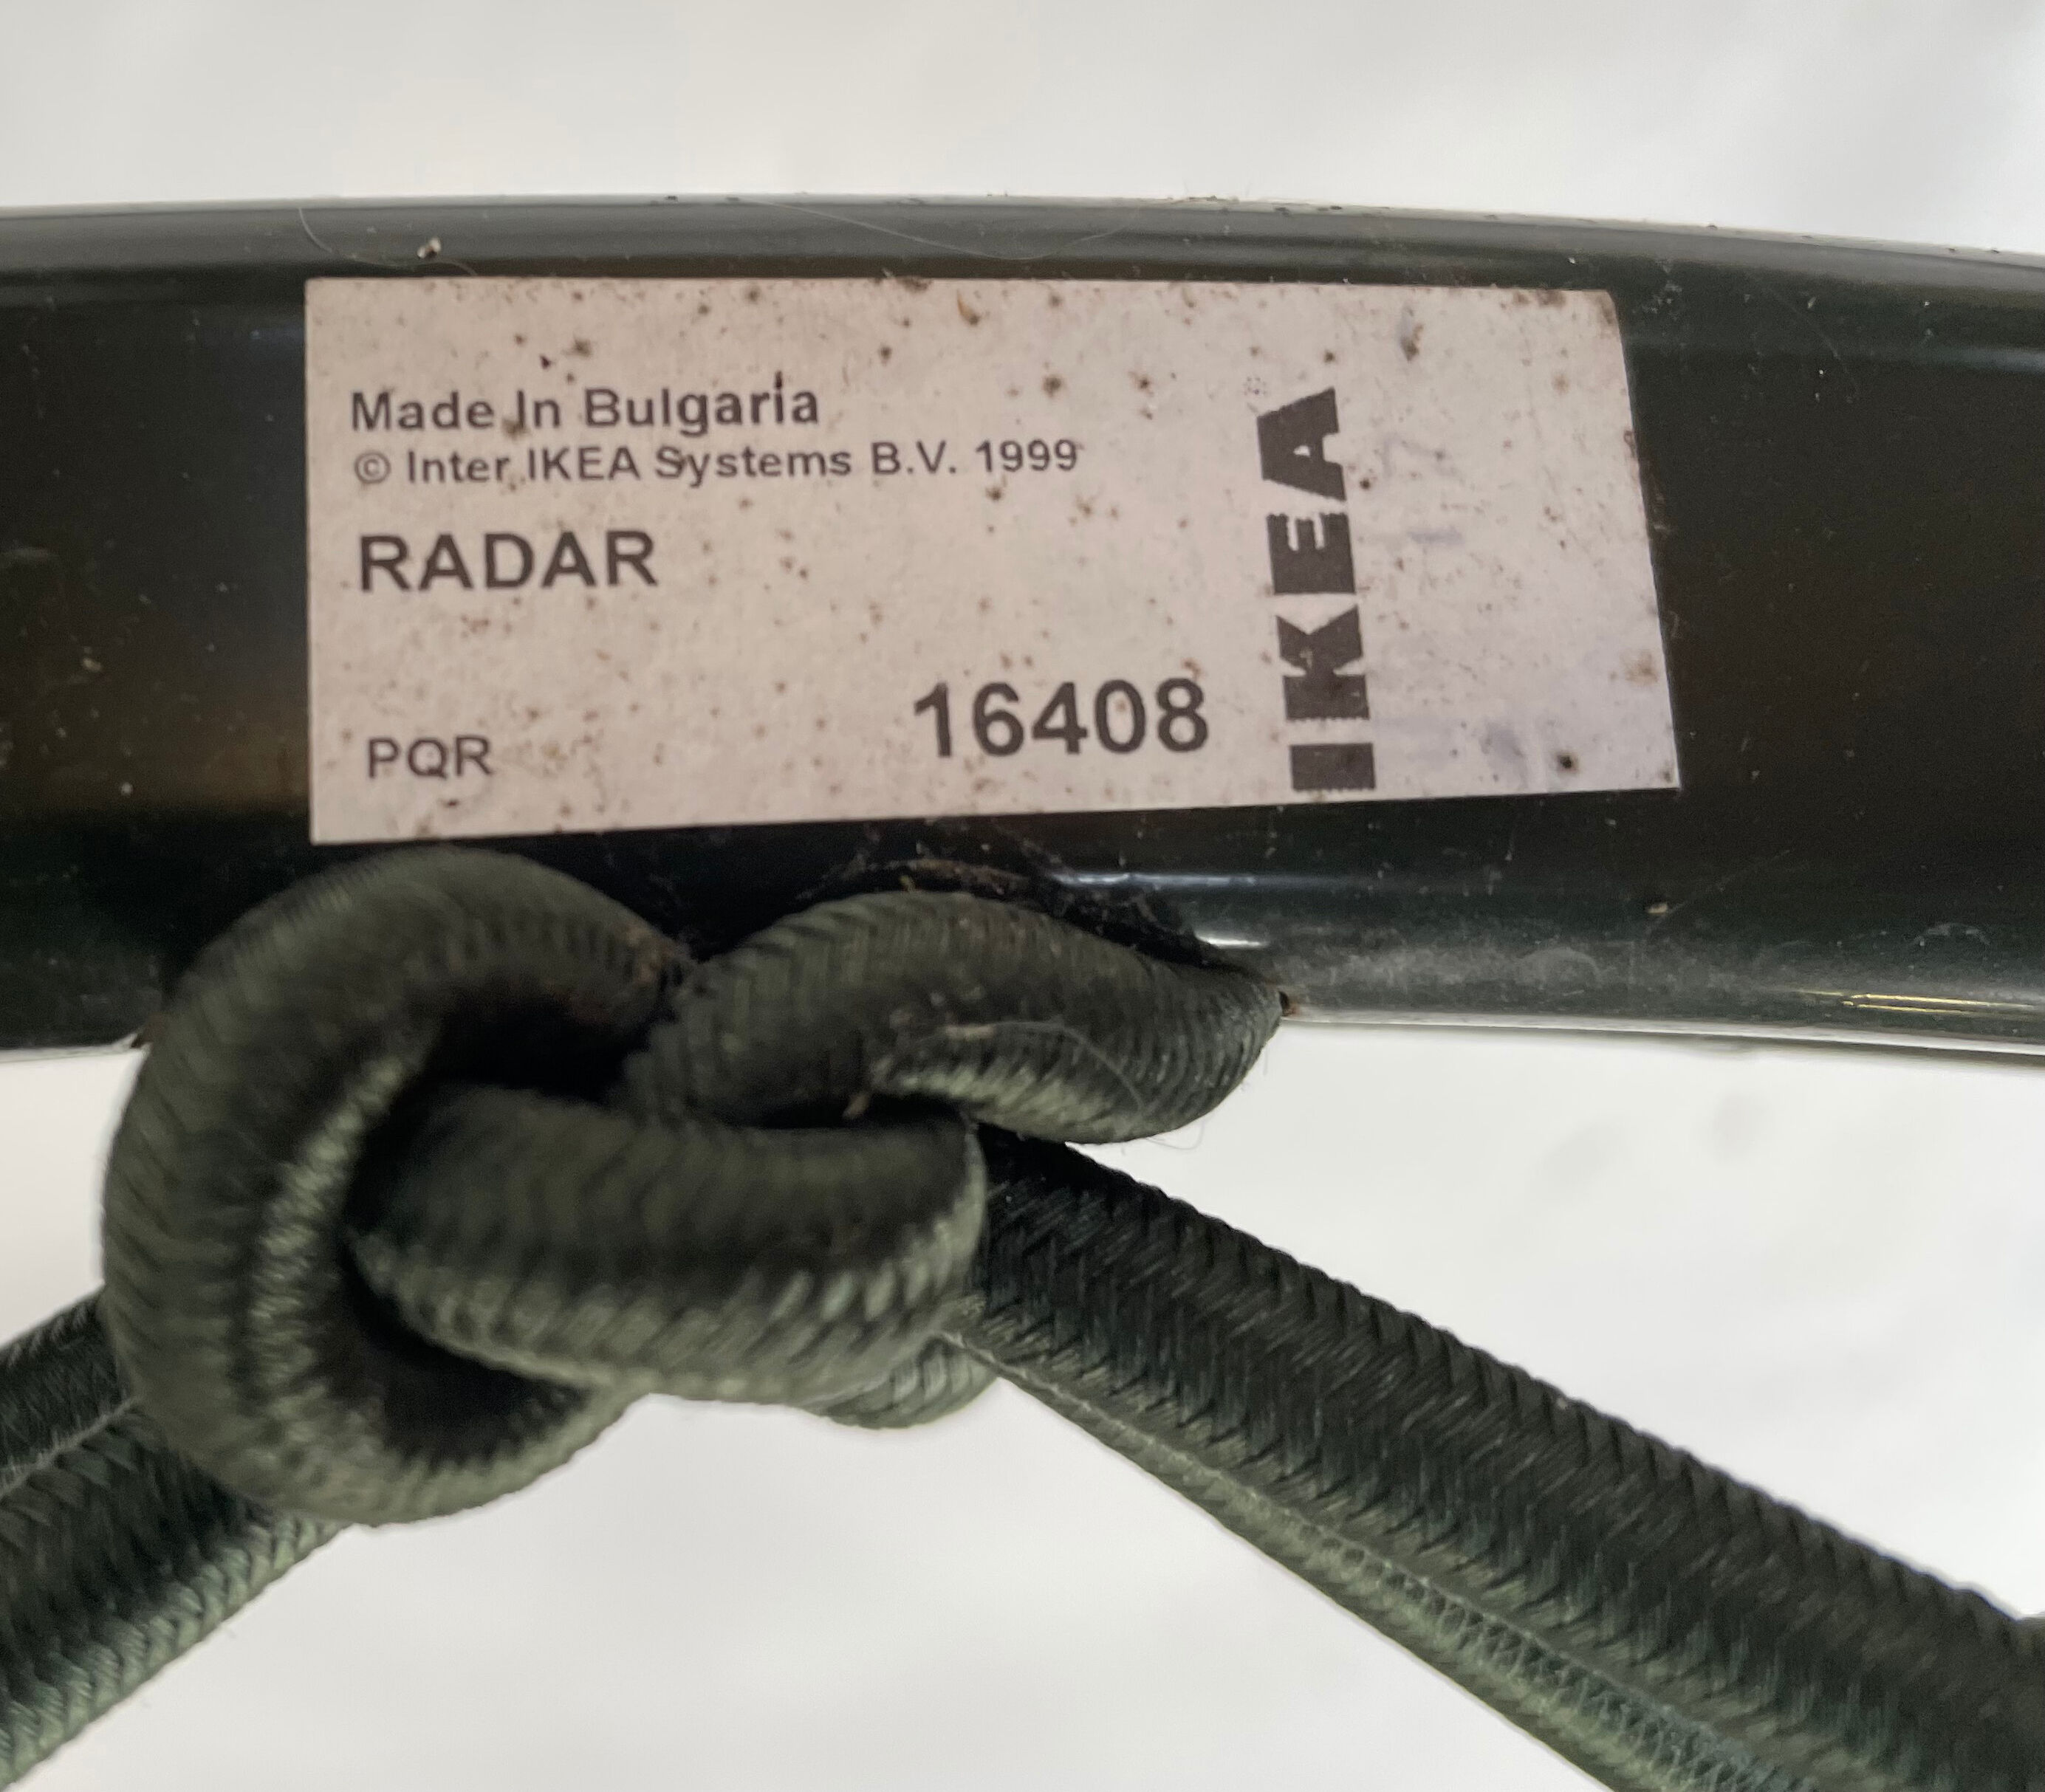 Made In Bulgaria
© Inter IKEA Systems B.V. 1999
RADAR
PQR
16408
IKEA